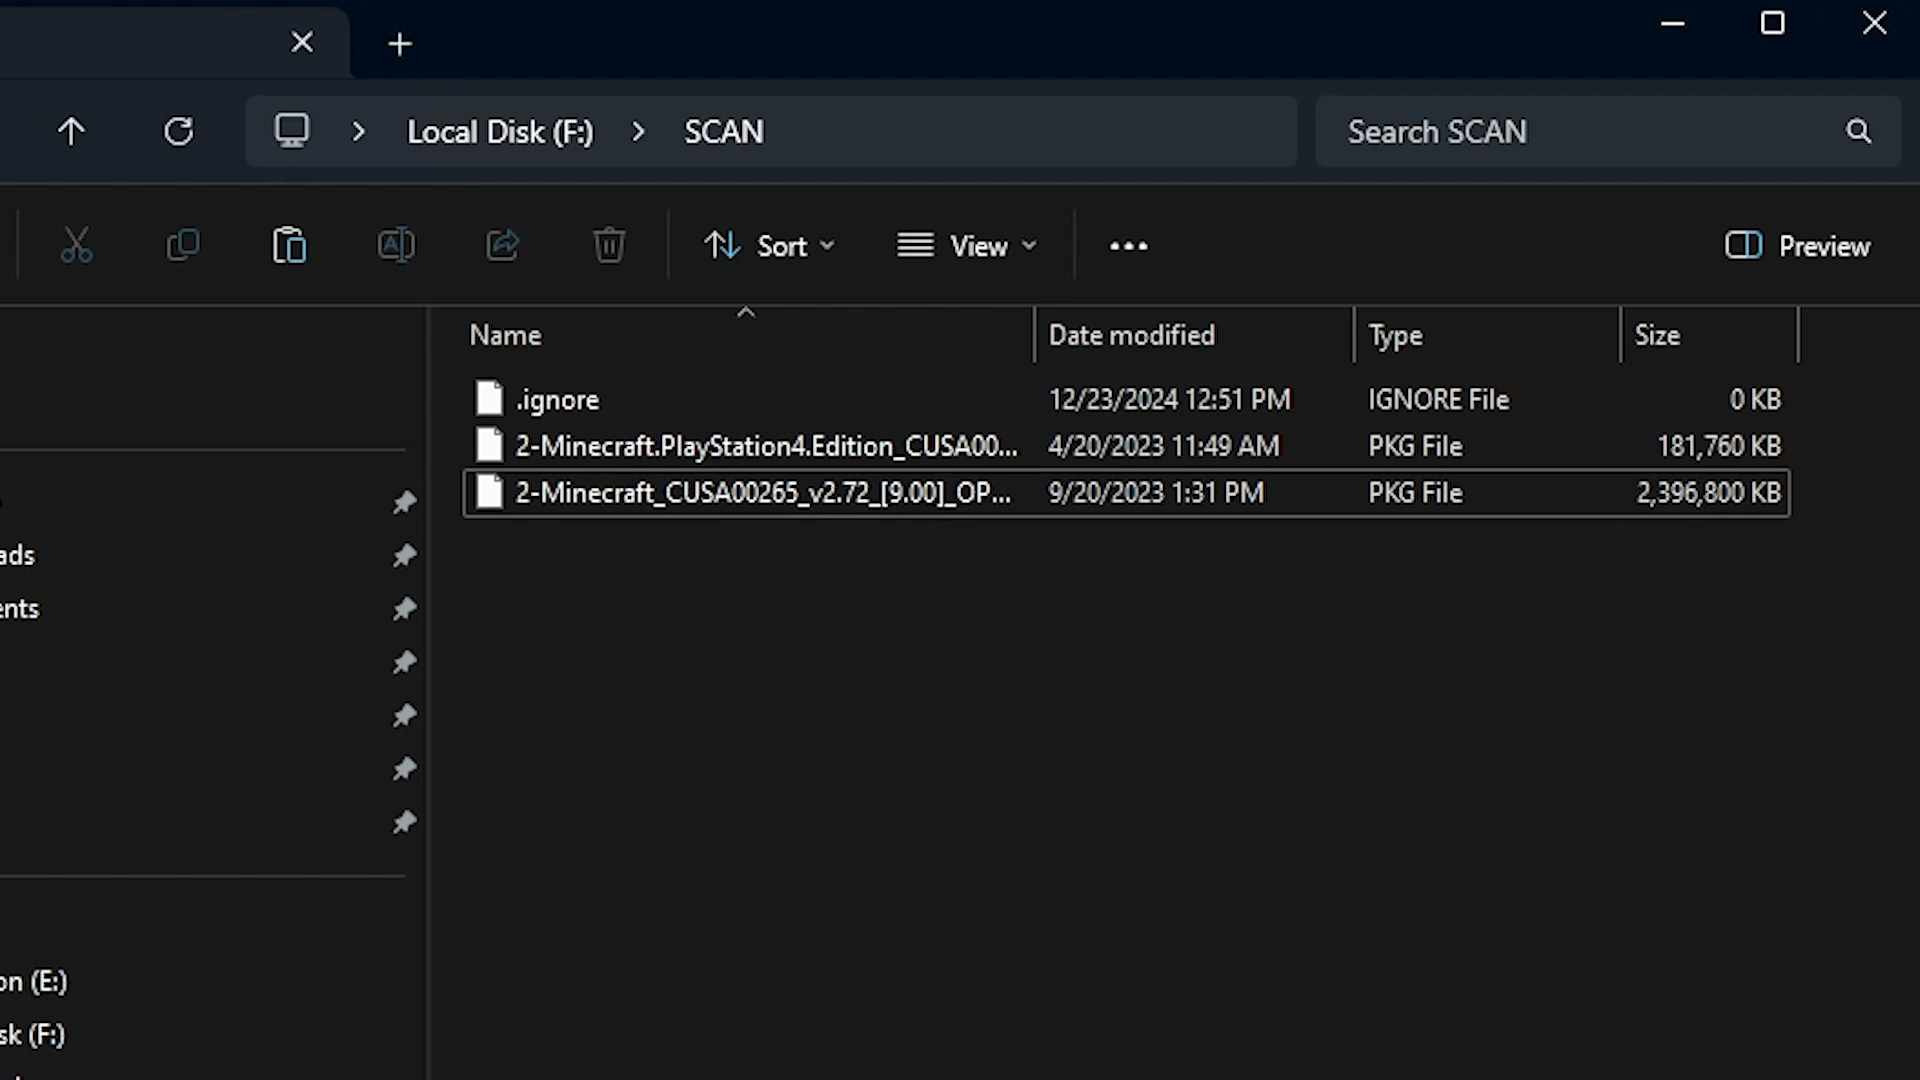 Local Disk (F:) SCAN
Search SCAN
Sort
View
Preview
Name Date modified Type Size
.ignore 12/23/2024 12:51 PM IGNORE File 0 KB
2-Minecraft.PlayStation4.Edition_CUSA00... 4/20/2023 11:49 AM PKG File 181,760 KB
2-Minecraft_CUSA00265_v2.72_[9.00]_OP... 9/20/2023 1:31 PM PKG File 2,396,800 KB
ads
ents
on (E:)
sk (F:)